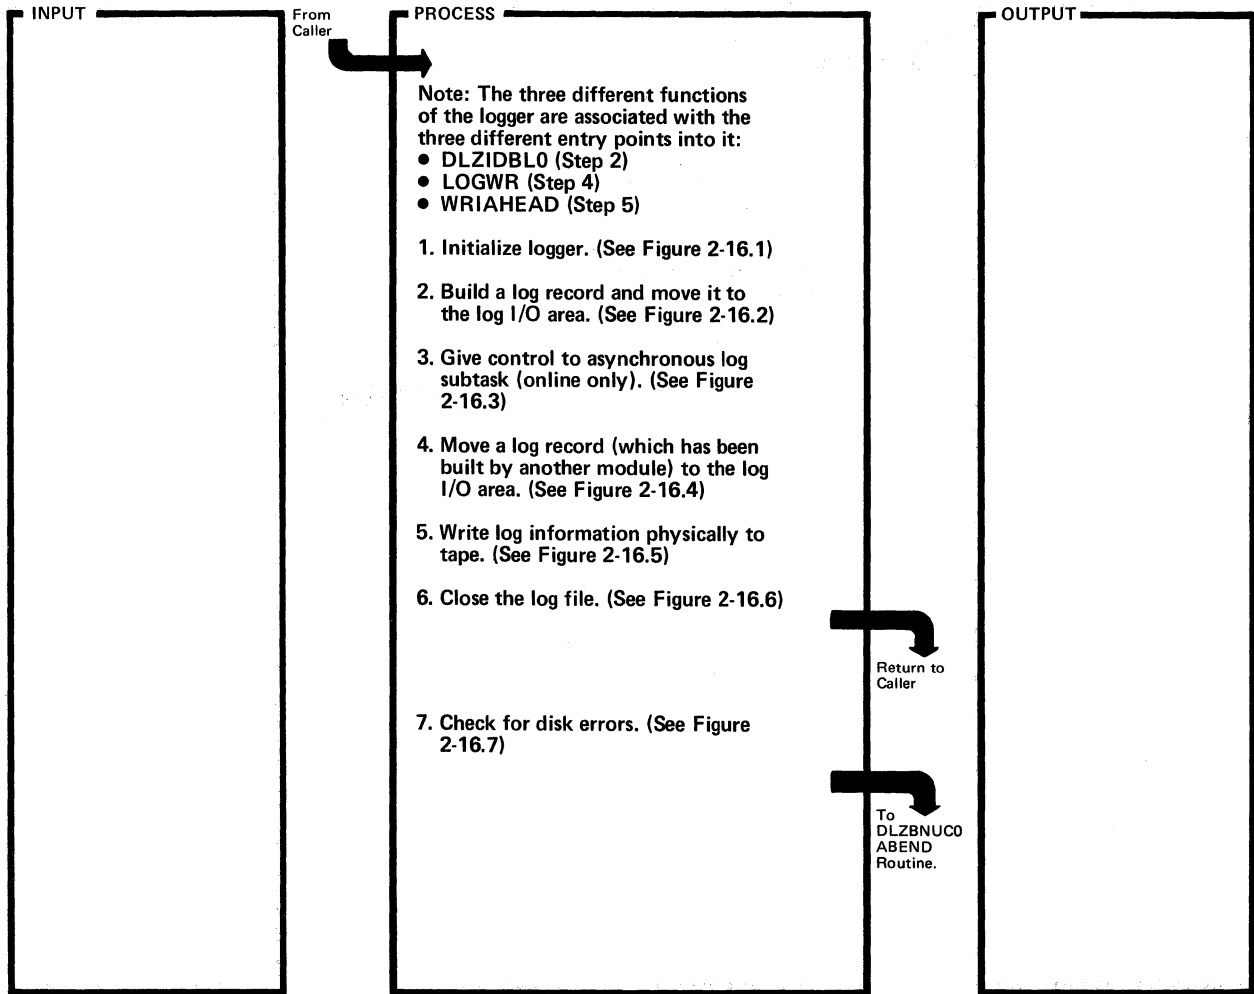 INPUT
From
Caller
PROCESS
Note: The three different functions
of the logger are associated with the
three different entry points into it:
● DLZIDBL0 (Step 2)
● LOGWR (Step 4)
● WRIAHEAD (Step 5)
1. Initialize logger. (See Figure 2-16.1)
2. Build a log record and move it to
the log I/O area. (See Figure 2-16.2)
3. Give control to asynchronous log
subtask (online only). (See Figure
2-16.3)
4. Move a log record (which has been
built by another module) to the log
I/O area. (See Figure 2-16.4)
5. Write log information physically to
tape. (See Figure 2-16.5)
6. Close the log file. (See Figure 2-16.6)
Return to
Caller
7. Check for disk errors. (See Figure
2-16.7)
To
DLZBNUC0
ABEND
Routine.
OUTPUT